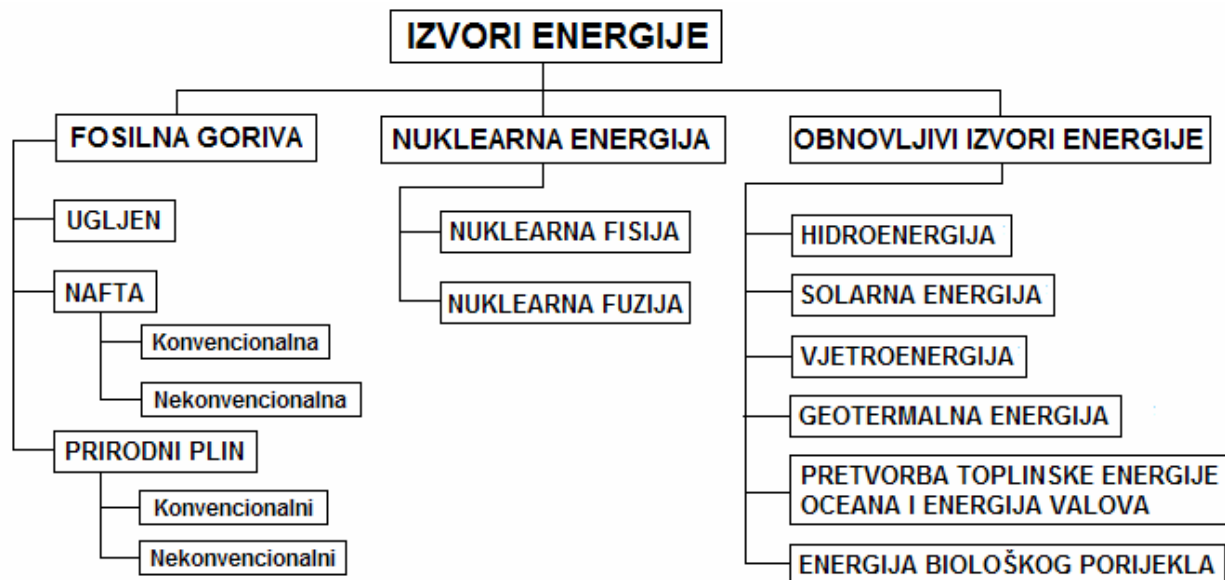 IZVORI ENERGIJE
FOSILNA GORIVA
UGLJEN
NAFTA
Konvencionalna
Nekonvencionalna
PRIRODNI PLIN
Konvencionalni
Nekonvencionalni
NUKLEARNA ENERGIJA
NUKLEARNA FISIJA
NUKLEARNA FUZIJA
OBNOVLJIVI IZVORI ENERGIJE
HIDROENERGIJA
SOLARNA ENERGIJA
VJETROENERGIJA
GEOTERMALNA ENERGIJA
PRETVORBA TOPLINSKE ENERGIJE
OCEANA I ENERGIJA VALOVA
ENERGIJA BIOLOŠKOG PORIJEKLA